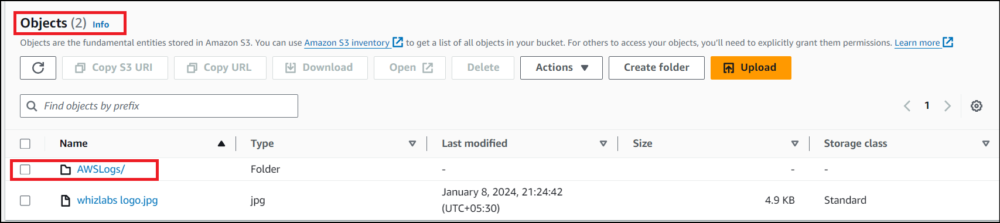 Objects (2) Info
Objects are the fundamental entities stored in Amazon S3. You can use Amazon S3 inventory to get a list of all objects in your bucket. For others to access your objects, you'll need to explicitly grant them permissions. Learn more
Copy S3 URI Copy URL Download Open Delete Actions Create folder Upload
Find objects by prefix 1
Name Type Last modified Size Storage class
AWSLogs/ Folder - - -
whizlabs logo.jpg jpg January 8, 2024, 21:24:42 4.9 KB Standard
(UTC+05:30)